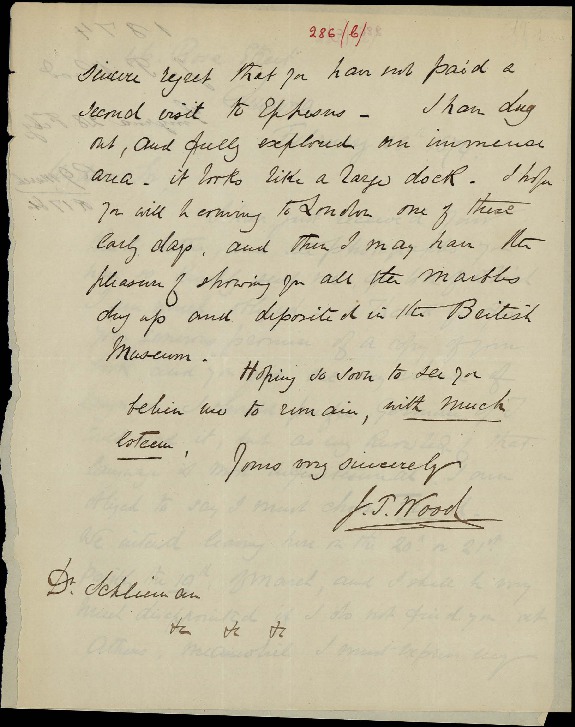 286/(b)
sincere regret that you have not paid a
second visit to Ephesus - I have dug
out, and fully explored an immense
area - it looks like a large dock - I hope
you will be coming to London one of these
early days, and then I may have the
pleasure of showing you all the marbles
dug up and deposited in the British
Museum -
Hoping so soon to see you
believe me to remain, with much
esteem,
Yours very sincerely
J. T. Wood
Dr. Schlieman
&c &c &c